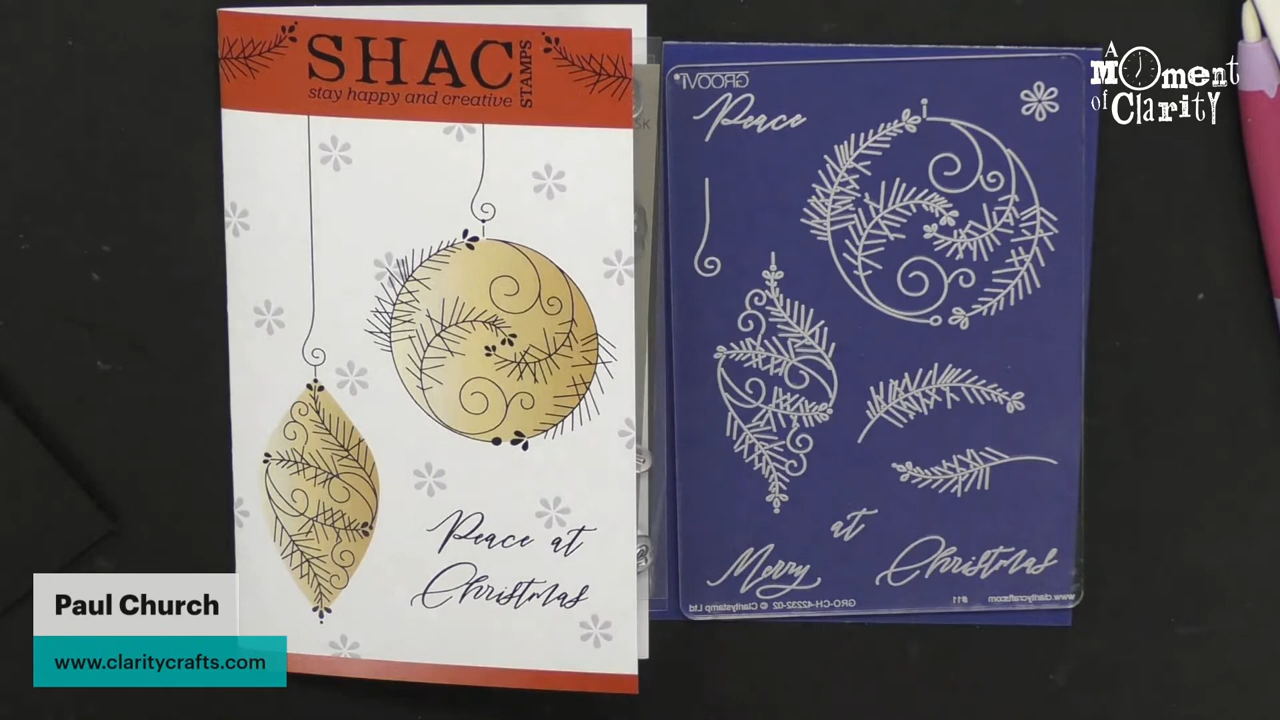 SHAC
STAMPS
stay happy and creative
Peace at
Christmas
GROOVI®
Peace
at
Merry
Christmas
GRO-CH-42232-02 © Claritystamp Ltd
#11
www.claritycrafts.com
A
Moment
of Clarity
Paul Church
www.claritycrafts.com